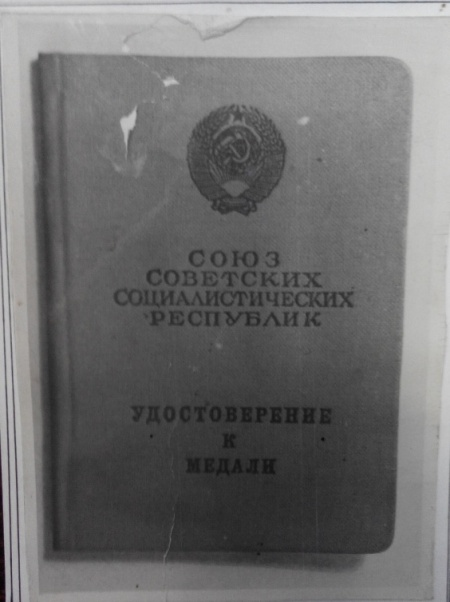 СОЮЗ
СОВЕТСКИХ
СОЦИАЛИСТИЧЕСКИХ
РЕСПУБЛИК
УДОСТОВЕРЕНИЕ
К
МЕДАЛИ